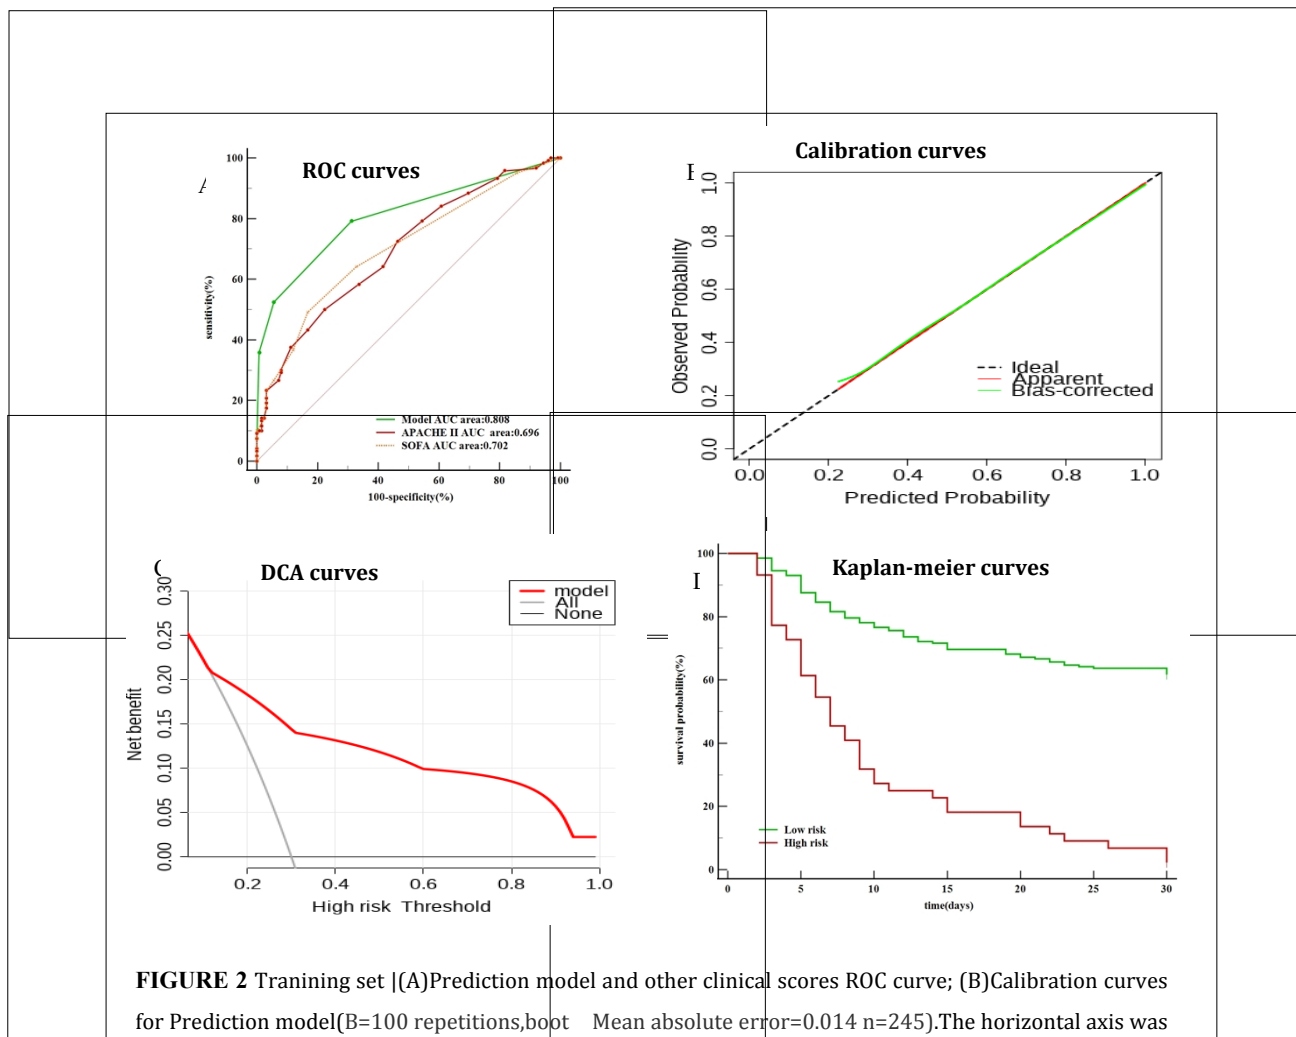 ROC curves
100
80
60
40
20
0
sensitivity(%)
Model AUC area:0.808
APACHE II AUC area:0.696
SOFA AUC area:0.702
0 20 40 60 80 100
100-specificity(%)
Calibration curves
1.0
0.8
0.6
0.4
0.2
0.0
Observed Probability
Ideal
Apparent
Bias-corrected
0.0 0.2 0.4 0.6 0.8 1.0
Predicted Probability
DCA curves
0.30
0.25
0.20
0.15
0.10
0.05
0.00
Net benefit
model
All
None
0.2 0.4 0.6 0.8 1.0
High risk Threshold
Kaplan-meier curves
100
80
60
40
20
0
survival probability(%)
Low risk
High risk
0 5 10 15 20 25 30
time(days)
FIGURE 2 Tranining set |(A)Prediction model and other clinical scores ROC curve; (B)Calibration curves
for Prediction model(B=100 repetitions,boot Mean absolute error=0.014 n=245).The horizontal axis was